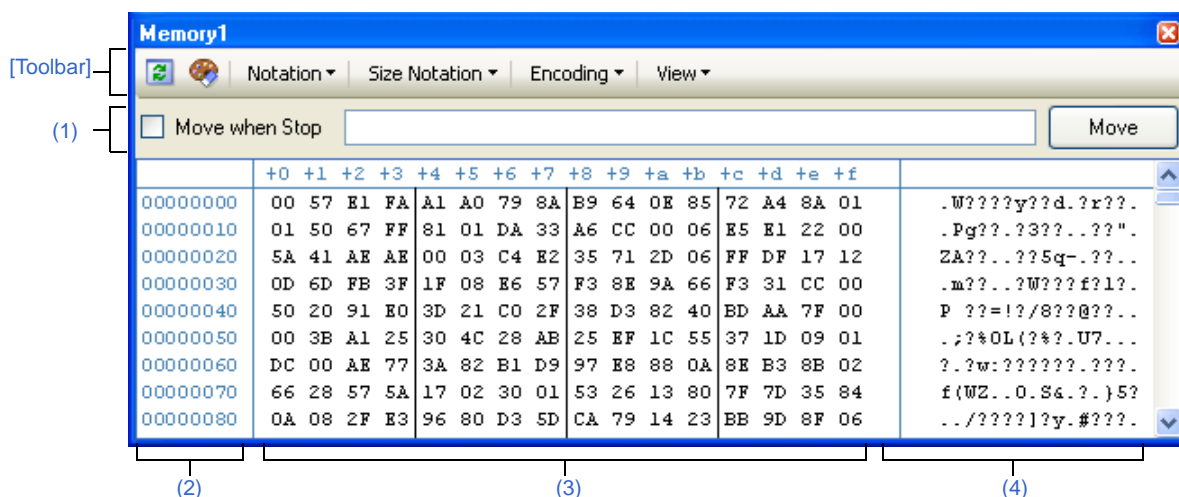 Memory1
[Toolbar]
Notation Size Notation Encoding View
(1)
Move when Stop Move
+0 +1 +2 +3 +4 +5 +6 +7 +8 +9 +a +b +c +d +e +f
00000000 00 57 E1 FA A1 A0 79 8A B9 64 0E 85 72 A4 8A 01 .W????y??d.?r??.
00000010 01 50 67 FF 81 01 DA 33 A6 CC 00 06 E5 E1 22 00 .Pg??.?3??..??".
00000020 5A 41 AE AE 00 03 C4 E2 35 71 2D 06 FF DF 17 12 ZA??..??5q-.??..
00000030 0D 6D FB 3F 1F 08 E6 57 F3 8E 9A 66 F3 31 CC 00 .m??..?W???f?1?.
00000040 50 20 91 E0 3D 21 C0 2F 38 D3 82 40 BD AA 7F 00 P ??=!?/8??@??..
00000050 00 3B A1 25 30 4C 28 AB 25 EF 1C 55 37 1D 09 01 .;?%0L(?%?.U7...
00000060 DC 00 AE 77 3A 82 B1 D9 97 E8 88 0A 8E B3 8B 02 ?.?w:??????.???.
00000070 66 28 57 5A 17 02 30 01 53 26 13 80 7F 7D 35 84 f(WZ..0.S&.?.}5?
00000080 0A 08 2F E3 96 80 D3 5D CA 79 14 23 BB 9D 8F 06 ../????]?y.#???.
(2) (3) (4)